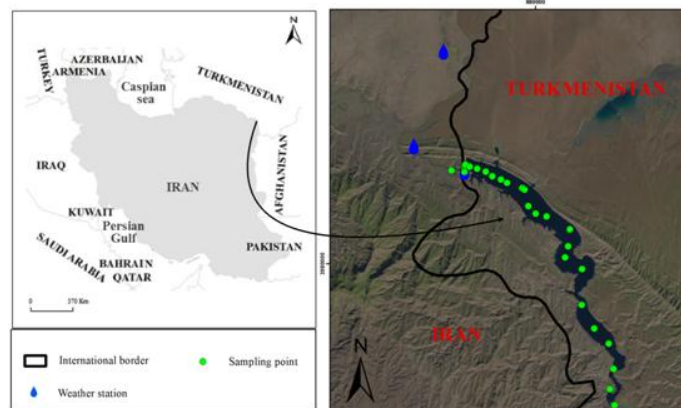 N
AZERBAIJAN
ARMENIA
TURKEY
Caspian
sea
TURKMENISTAN
AFGHANISTAN
IRAQ
IRAN
KUWAIT
Persian
Gulf
PAKISTAN
SAUDI ARABIA
BAHRAIN
QATAR
0
370 Km
International border
Sampling point
Weather station
TURKMENISTAN
IRAN
N